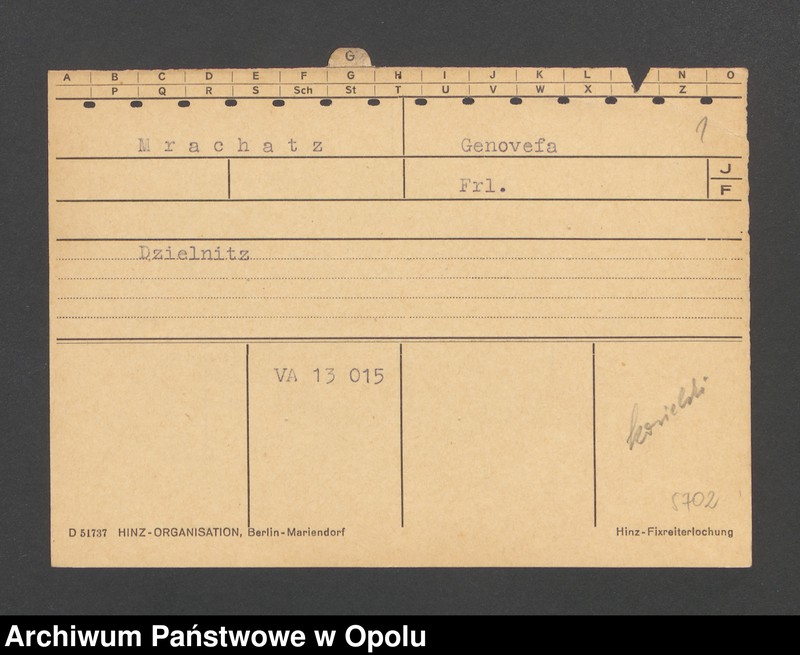 G
A B C D E F G H I J K L N O
P Q R S Sch St T U V W X Z
1
M r a c h a t z Genovefa
Frl. J
F
Dzielnitz
VA 13 015
kosielski
5702
D 51737 HINZ-ORGANISATION, Berlin-Mariendorf Hinz-Fixreiterlochung
Archiwum Państwowe w Opolu